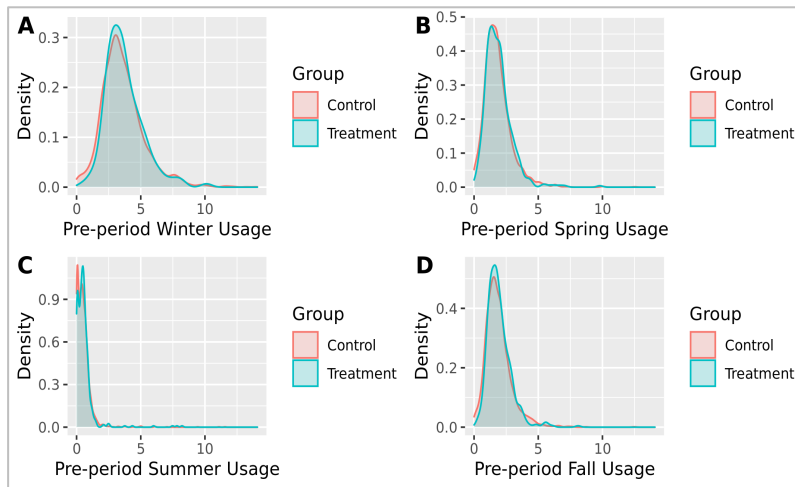 A
Density
0.3
0.2
0.1
0.0
0 5 10
Pre-period Winter Usage
Group
Control
Treatment
B
Density
0.5
0.4
0.3
0.2
0.1
0.0
0 5 10
Pre-period Spring Usage
Group
Control
Treatment
C
Density
0.9
0.6
0.3
0.0
0 5 10
Pre-period Summer Usage
Group
Control
Treatment
D
Density
0.4
0.2
0.0
0 5 10
Pre-period Fall Usage
Group
Control
Treatment